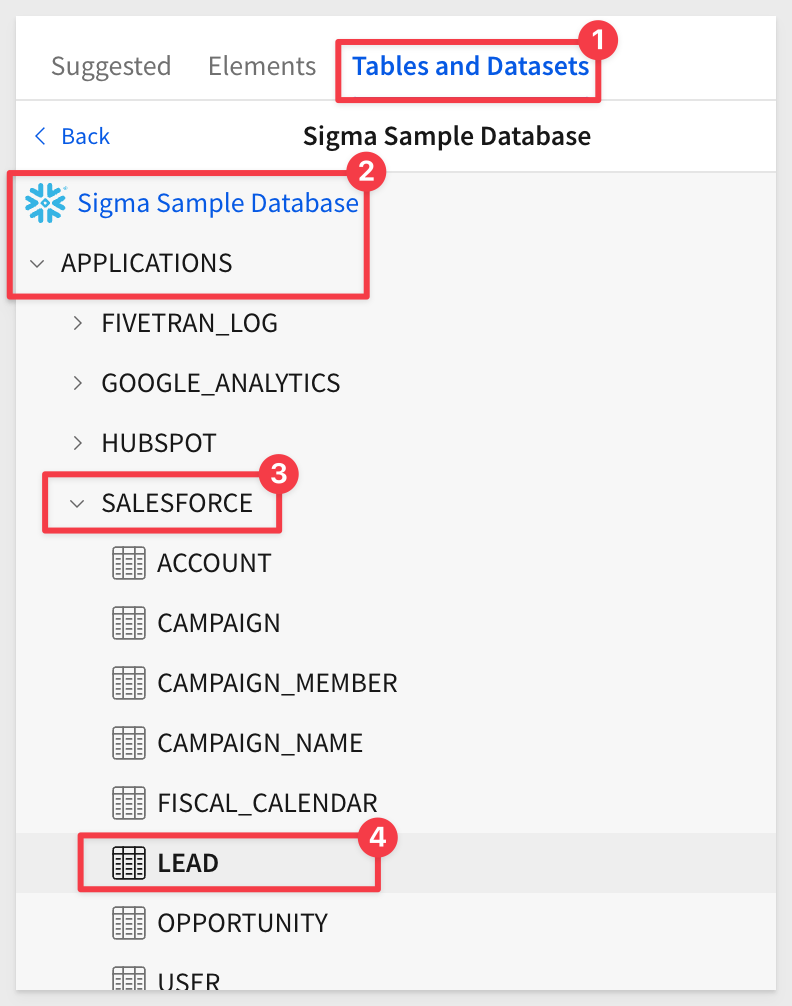 1
Suggested Elements Tables and Datasets
Back Sigma Sample Database
2
Sigma Sample Database
APPLICATIONS
FIVETRAN_LOG
GOOGLE_ANALYTICS
HUBSPOT
3
SALESFORCE
ACCOUNT
CAMPAIGN
CAMPAIGN_MEMBER
CAMPAIGN_NAME
FISCAL_CALENDAR
4
LEAD
OPPORTUNITY
USER